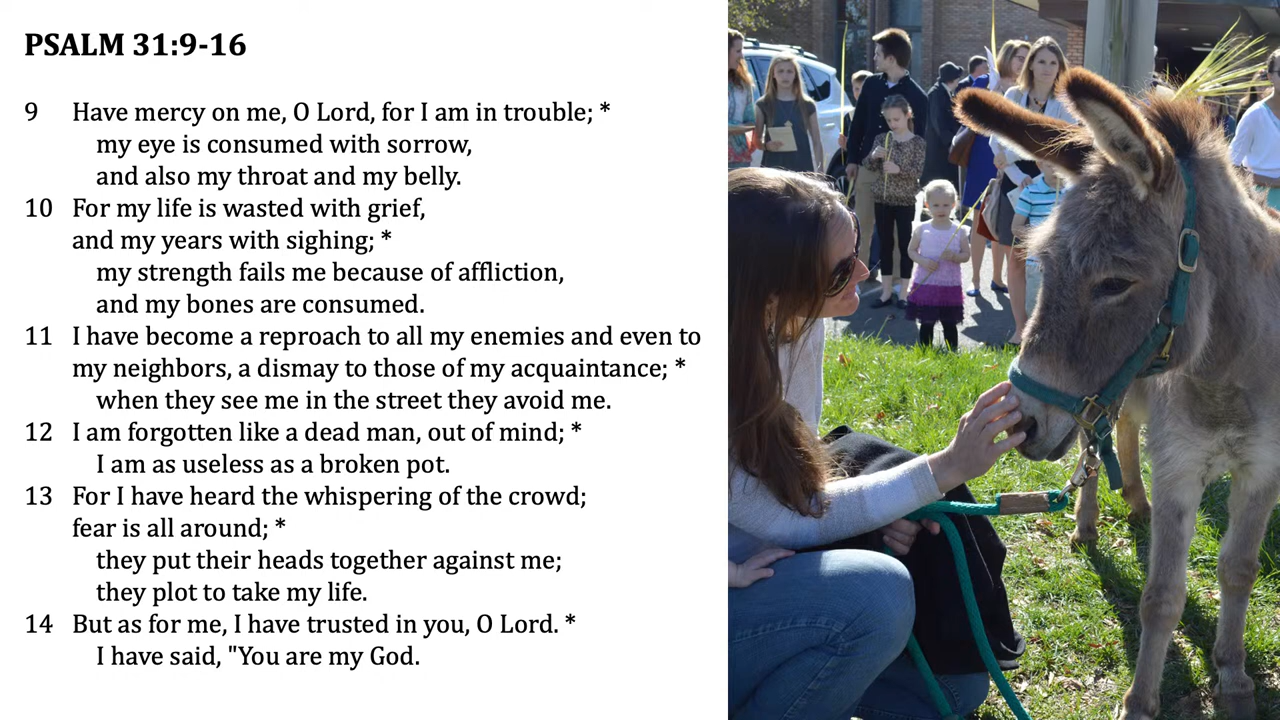 PSALM 31:9-16
9 Have mercy on me, O Lord, for I am in trouble; *
my eye is consumed with sorrow,
and also my throat and my belly.
10 For my life is wasted with grief,
and my years with sighing; *
my strength fails me because of affliction,
and my bones are consumed.
11 I have become a reproach to all my enemies and even to
my neighbors, a dismay to those of my acquaintance; *
when they see me in the street they avoid me.
12 I am forgotten like a dead man, out of mind; *
I am as useless as a broken pot.
13 For I have heard the whispering of the crowd;
fear is all around; *
they put their heads together against me;
they plot to take my life.
14 But as for me, I have trusted in you, O Lord. *
I have said, "You are my God.